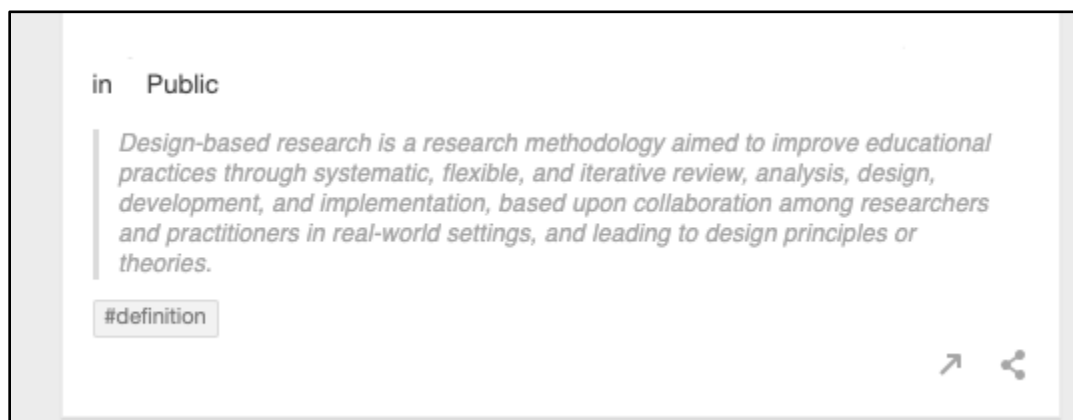 in Public
Design-based research is a research methodology aimed to improve educational
practices through systematic, flexible, and iterative review, analysis, design,
development, and implementation, based upon collaboration among researchers
and practitioners in real-world settings, and leading to design principles or
theories.
#definition